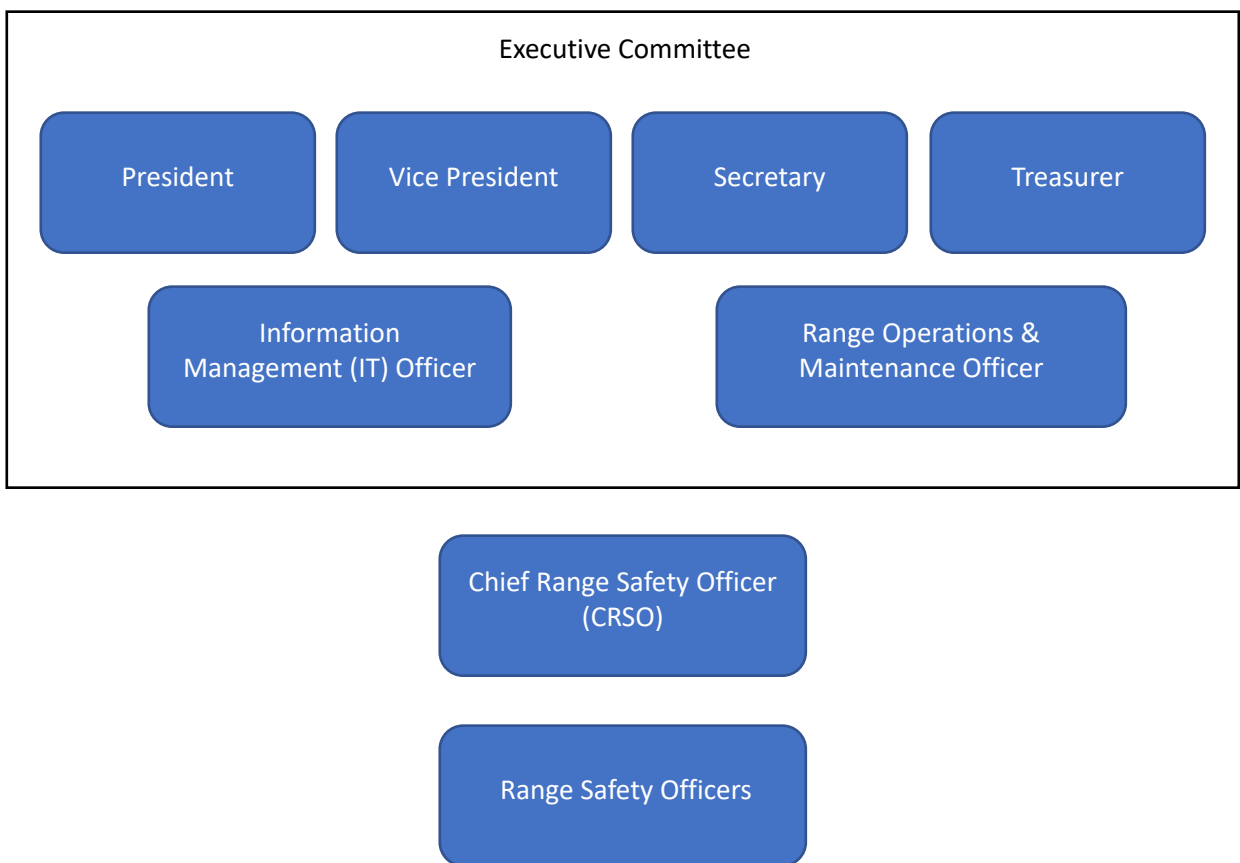 Executive Committee
President
Vice President
Secretary
Treasurer
Information
Management (IT) Officer
Range Operations &
Maintenance Officer
Chief Range Safety Officer
(CRSO)
Range Safety Officers